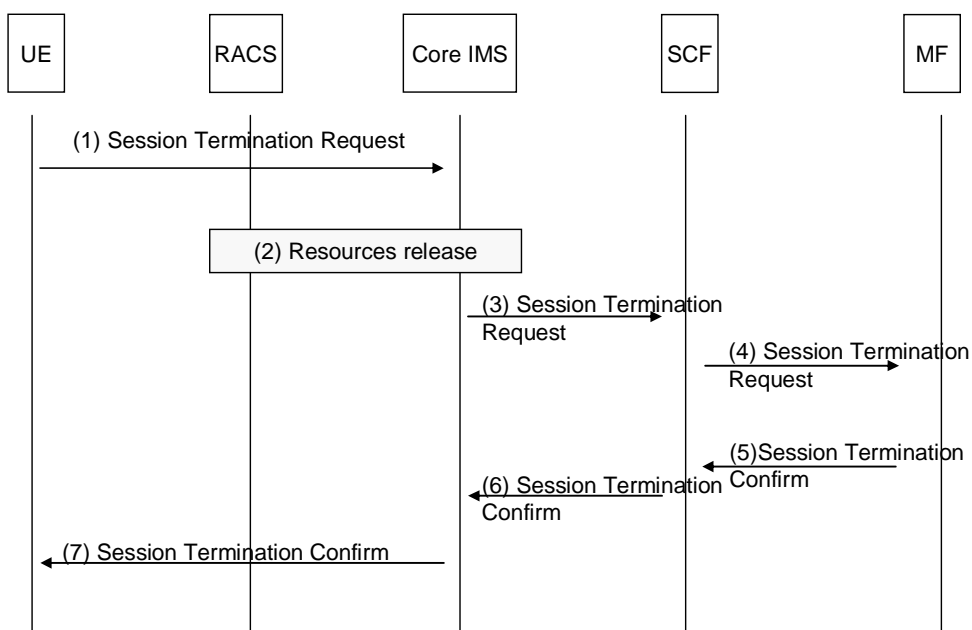 UE
RACS
Core IMS
SCF
MF
(1) Session Termination Request
(2) Resources release
(3) Session Termination
Request
(4) Session Termination
Request
(5)Session Termination
Confirm
(6) Session Termination
Confirm
(7) Session Termination Confirm